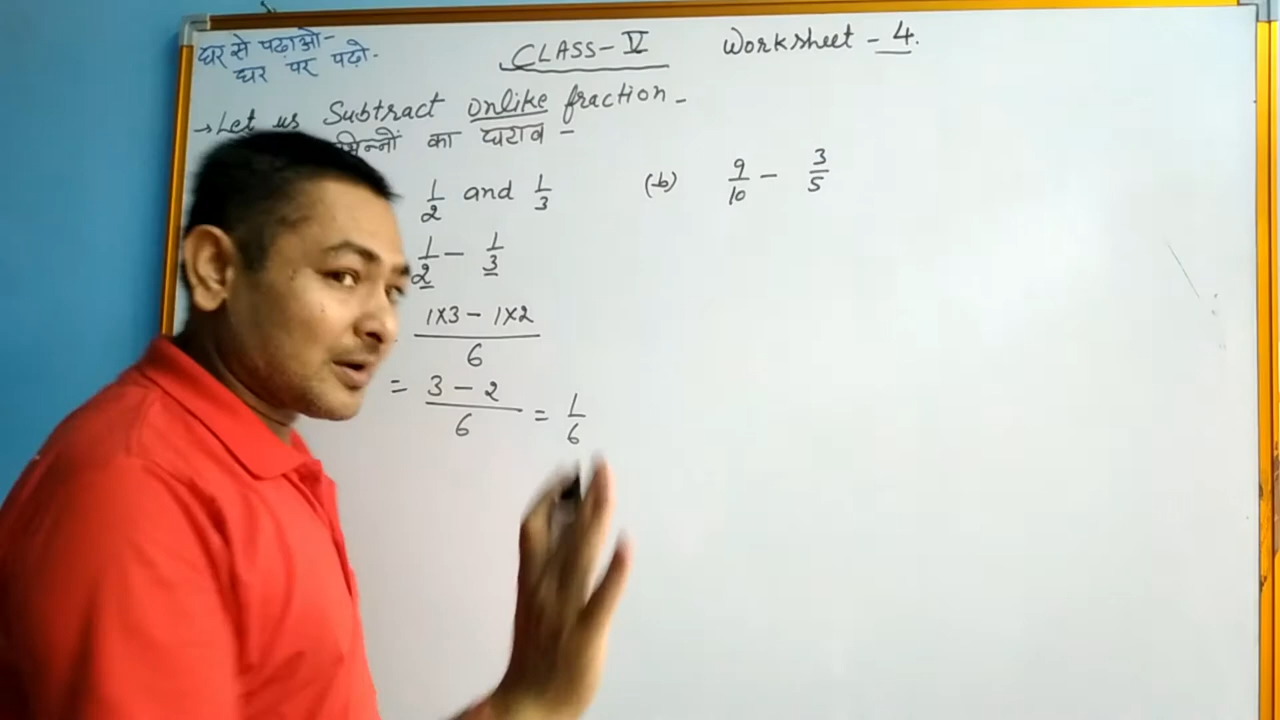 घर से पढ़ाओ-
घर पर पढ़ो.
CLASS-V
Worksheet - 4.
→ Let us Subtract unlike fraction -
भिन्नों का घटाव -
1/2 and 1/3
1/2 - 1/3
1×3 - 1×2 / 6
= 3 - 2 / 6 = 1/6
(b) 9/10 - 3/5